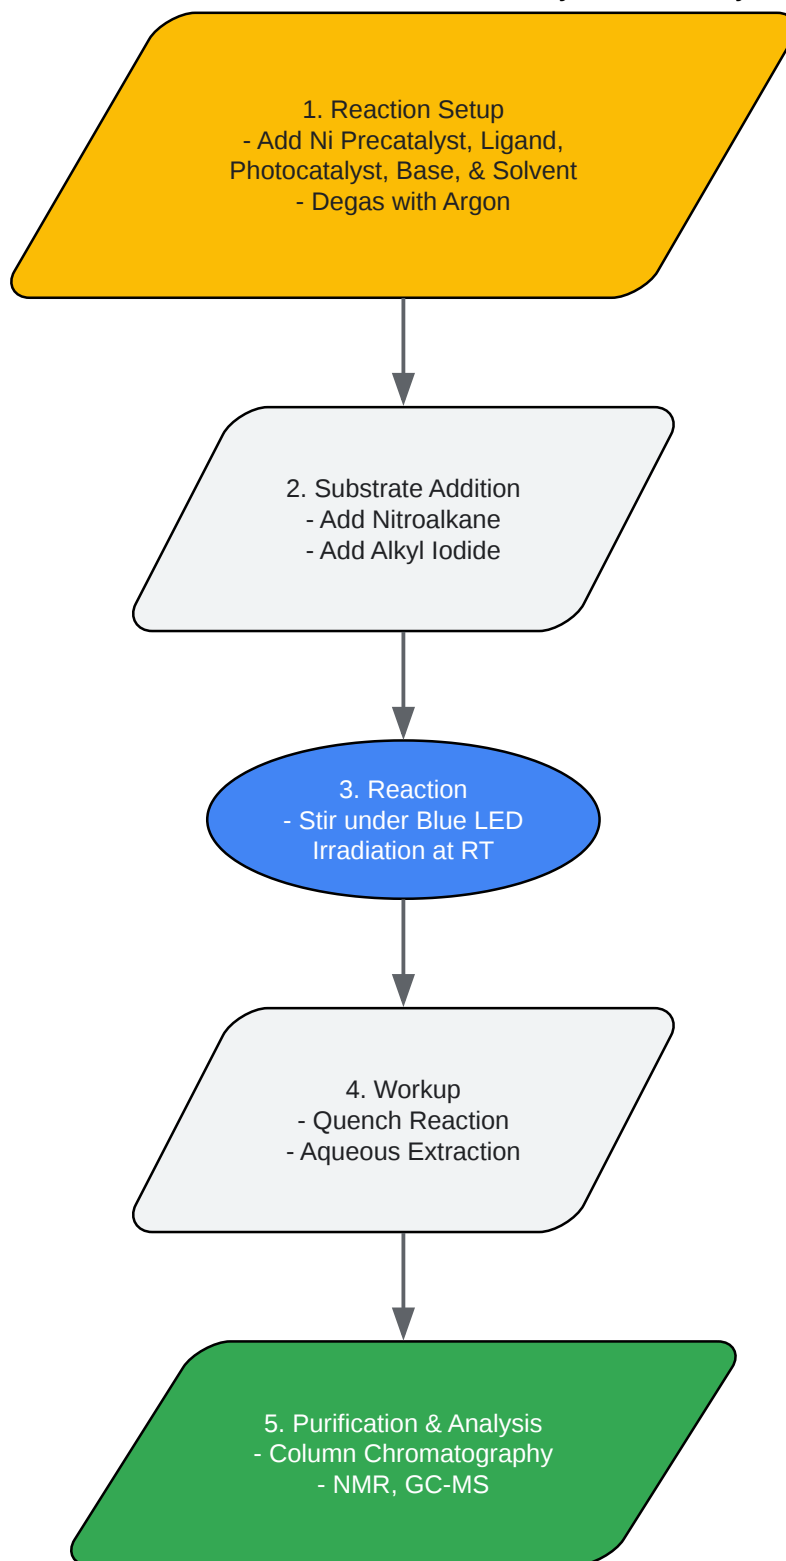 1. Reaction Setup
- Add Ni Precatalyst, Ligand,
Photocatalyst, Base, & Solvent
- Degas with Argon
2. Substrate Addition
- Add Nitroalkane
- Add Alkyl Iodide
3. Reaction
- Stir under Blue LED
Irradiation at RT
4. Workup
- Quench Reaction
- Aqueous Extraction
5. Purification & Analysis
- Column Chromatography
- NMR, GC-MS